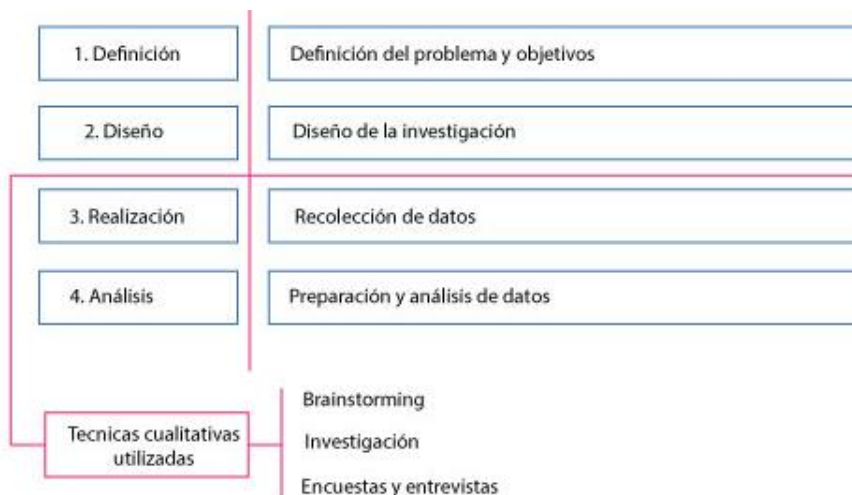 1. Definición
Definición del problema y objetivos
2. Diseño
Diseño de la investigación
3. Realización
Recolección de datos
4. Análisis
Preparación y análisis de datos
Tecnicas cualitativas
utilizadas
Brainstorming
Investigación
Encuestas y entrevistas